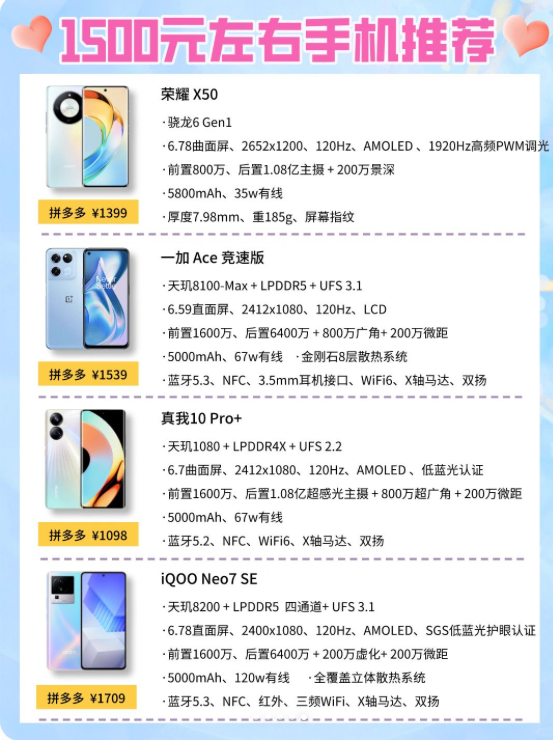 1500元左右手机推荐
荣耀 X50
·骁龙6 Gen1
·6.78曲面屏、2652x1200、120Hz、AMOLED 、1920Hz高频PWM调光
·前置800万、后置1.08亿主摄 + 200万景深
·5800mAh、35w有线
拼多多 ¥1399
·厚度7.98mm、重185g、屏幕指纹
一加 Ace 竞速版
·天玑8100-Max + LPDDR5 + UFS 3.1
·6.59直面屏、2412x1080、120Hz、LCD
·前置1600万、后置6400万 + 800万广角+ 200万微距
·5000mAh、67w有线 ·金刚石8层散热系统
拼多多 ¥1539
·蓝牙5.3、NFC、3.5mm耳机接口、WiFi6、X轴马达、双扬
真我10 Pro+
·天玑1080 + LPDDR4X + UFS 2.2
·6.7曲面屏、2412x1080、120Hz、AMOLED 、低蓝光认证
·前置1600万、后置1.08亿超感光主摄 + 800万超广角 + 200万微距
·5000mAh、67w有线
拼多多 ¥1098
·蓝牙5.2、NFC、WiFi6、X轴马达、双扬
iQOO Neo7 SE
·天玑8200 + LPDDR5 四通道+ UFS 3.1
·6.78直面屏、2400x1080、120Hz、AMOLED、SGS低蓝光护眼认证
·前置1600万、后置6400万 + 200万虚化+ 200万微距
·5000mAh、120w有线 ·全覆盖立体散热系统
拼多多 ¥1709
·蓝牙5.3、NFC、红外、三频WiFi、X轴马达、双扬